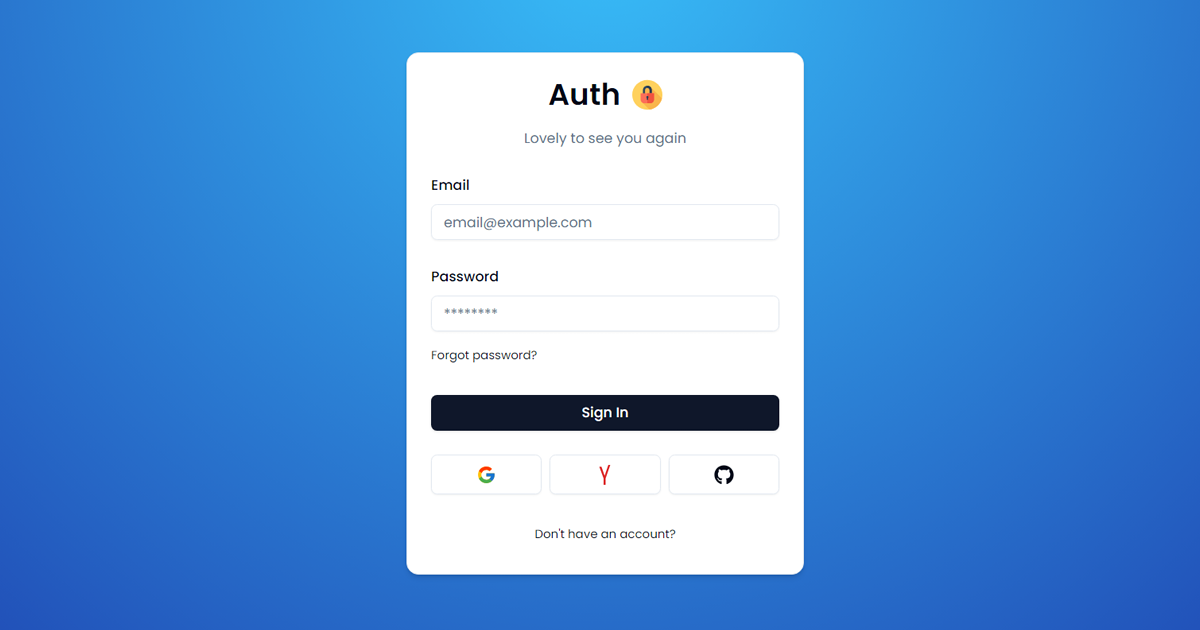 Auth
Lovely to see you again
Email
email@example.com
Password
********
Forgot password?
Sign In
Don't have an account?